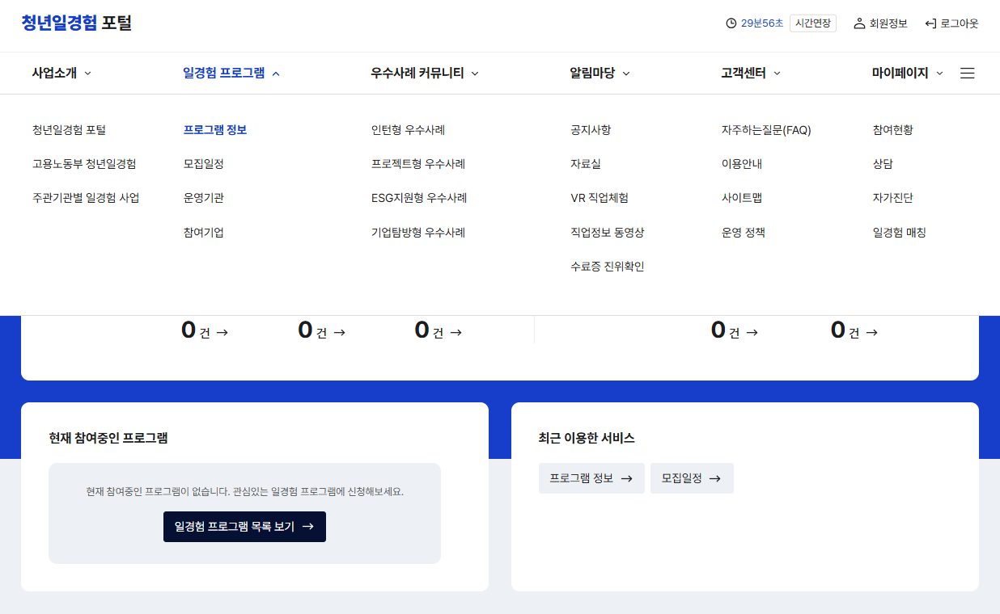 청년일경험 포털
29분56초 시간연장 회원정보 로그아웃
사업소개 일경험 프로그램 우수사례 커뮤니티 알림마당 고객센터 마이페이지
청년일경험 포털 프로그램 정보 인턴형 우수사례 공지사항 자주하는질문(FAQ) 참여현황
고용노동부 청년일경험 모집일정 프로젝트형 우수사례 자료실 이용안내 상담
주관기관별 일경험 사업 운영기관 ESG지원형 우수사례 VR 직업체험 사이트맵 자가진단
참여기업 기업탐방형 우수사례 직업정보 동영상 운영 정책 일경험 매칭
수료증 진위확인
0 건 → 0 건 → 0 건 → 0 건 → 0 건 →
현재 참여중인 프로그램
현재 참여중인 프로그램이 없습니다. 관심있는 일경험 프로그램에 신청해보세요.
일경험 프로그램 목록 보기 →
최근 이용한 서비스
프로그램 정보 → 모집일정 →